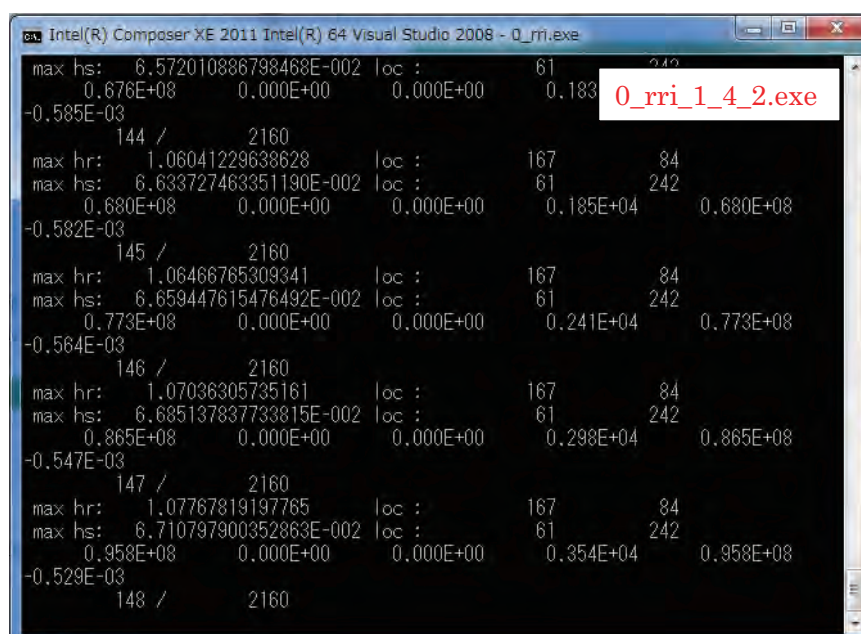 Intel(R) Composer XE 2011 Intel(R) 64 Visual Studio 2008 - 0_rri.exe
max hs: 6.572010886798468E-002 loc : 61 242
0.676E+08 0.000E+00 0.000E+00 0.183
0_rri_1_4_2.exe
-0.585E-03
144 / 2160
max hr: 1.06041229638628 loc : 167 84
max hs: 6.633727463351190E-002 loc : 61 242
0.680E+08 0.000E+00 0.000E+00 0.185E+04 0.680E+08
-0.582E-03
145 / 2160
max hr: 1.06466765309341 loc : 167 84
max hs: 6.659447615476492E-002 loc : 61 242
0.773E+08 0.000E+00 0.000E+00 0.241E+04 0.773E+08
-0.564E-03
146 / 2160
max hr: 1.07036305735161 loc : 167 84
max hs: 6.685137837733815E-002 loc : 61 242
0.865E+08 0.000E+00 0.000E+00 0.298E+04 0.865E+08
-0.547E-03
147 / 2160
max hr: 1.07767819197765 loc : 167 84
max hs: 6.710797900352863E-002 loc : 61 242
0.958E+08 0.000E+00 0.000E+00 0.354E+04 0.958E+08
-0.529E-03
148 / 2160